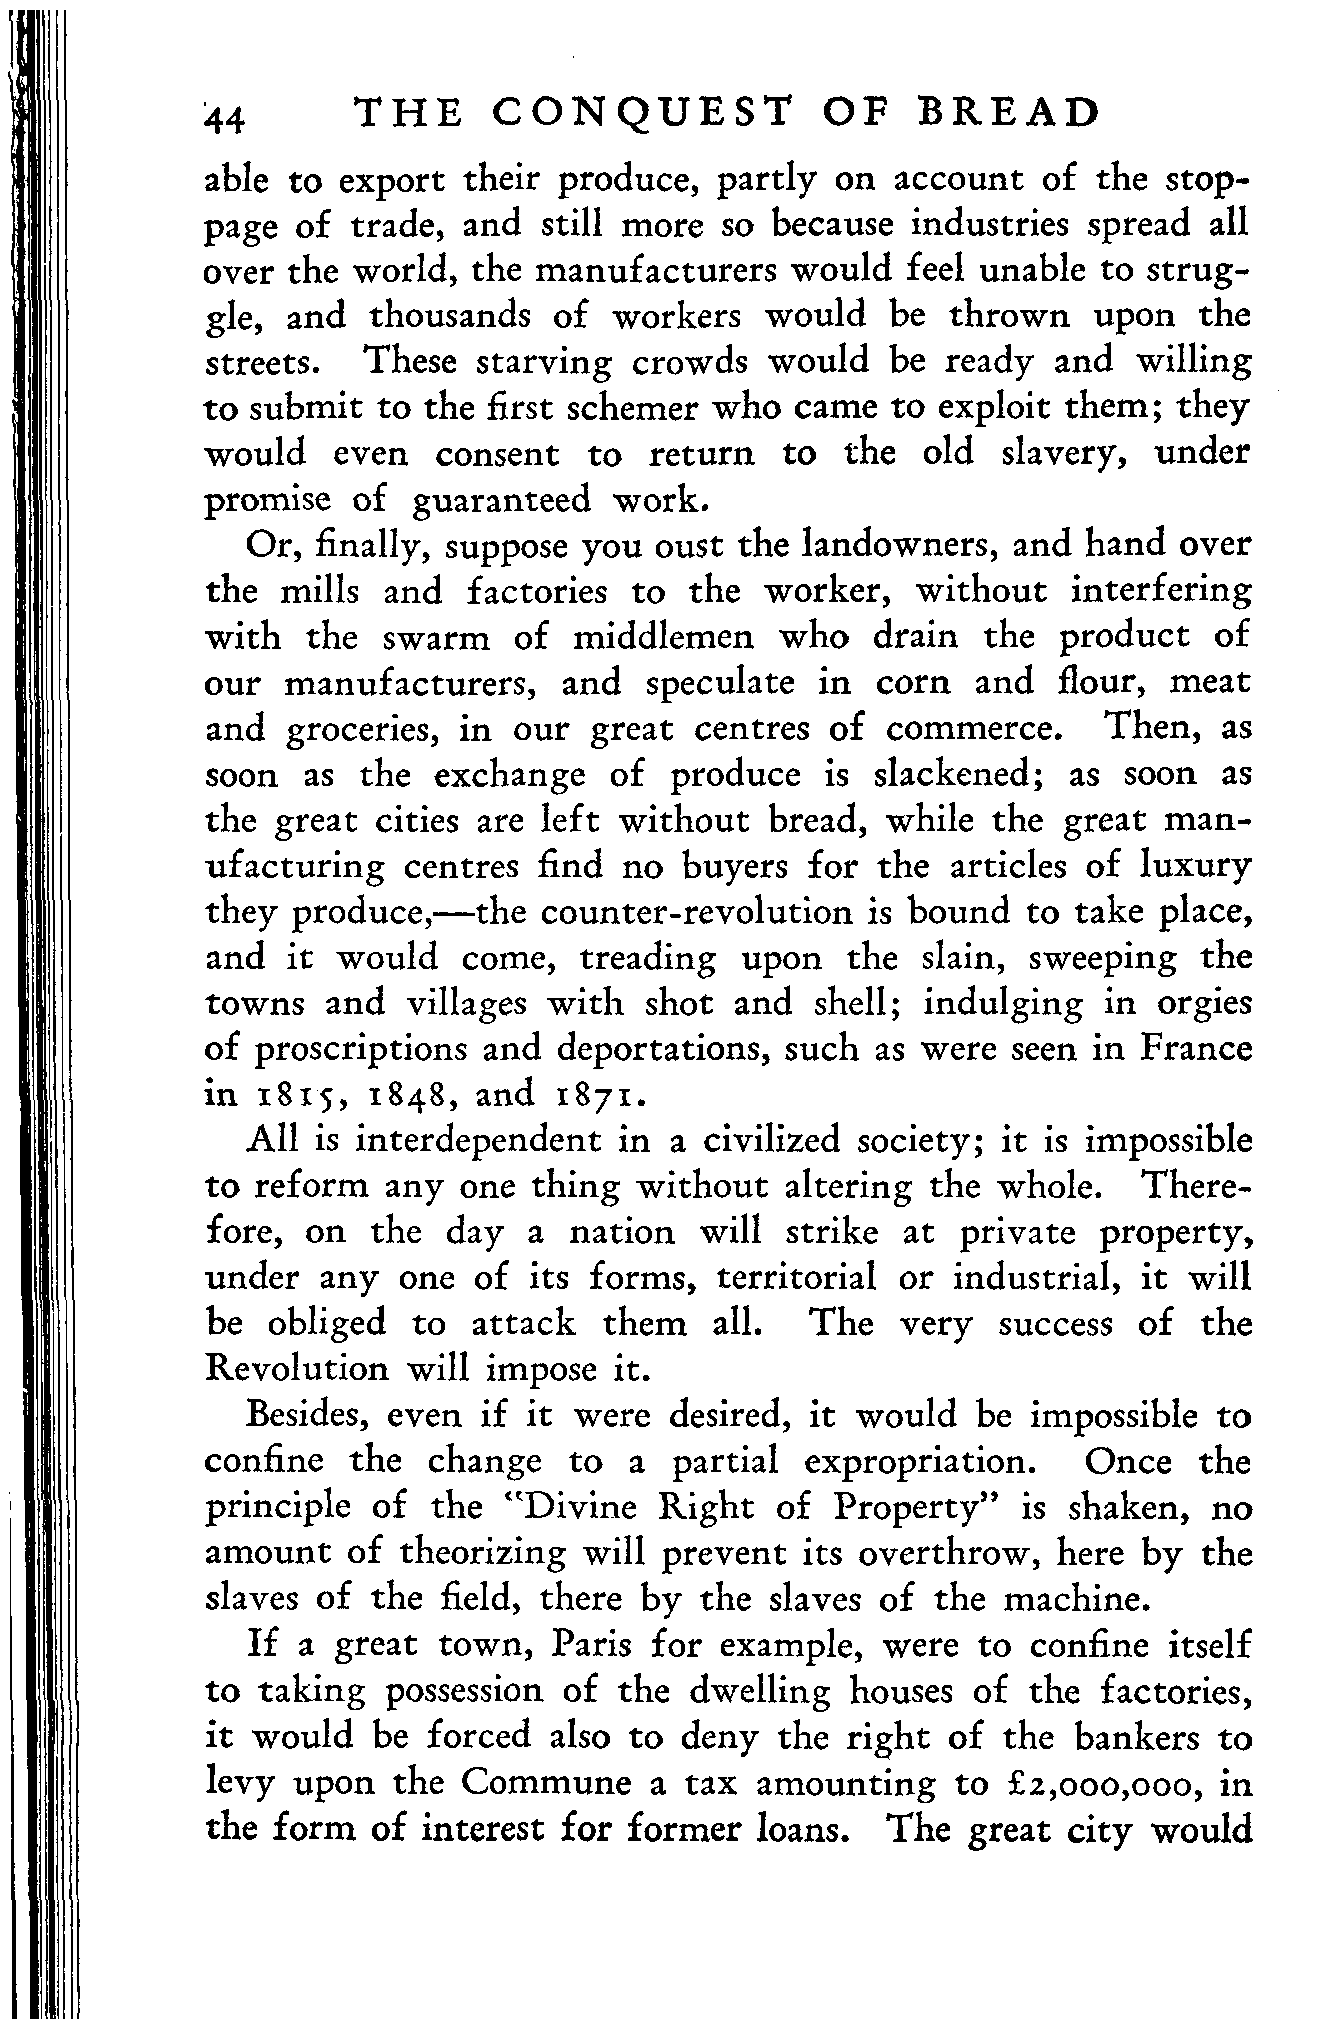 44 THE CONQUEST OF BREAD
able to export their produce, partly on account of the stop-
page of trade, and still more so because industries spread all
over the world, the manufacturers would feel unable to strug-
gle, and thousands of workers would be thrown upon the
streets. These starving crowds would be ready and willing
to submit to the first schemer who came to exploit them; they
would even consent to return to the old slavery, under
promise of guaranteed work.
Or, finally, suppose you oust the landowners, and hand over
the mills and factories to the worker, without interfering
with the swarm of middlemen who drain the product of
our manufacturers, and speculate in corn and flour, meat
and groceries, in our great centres of commerce. Then, as
soon as the exchange of produce is slackened; as soon as
the great cities are left without bread, while the great man-
ufacturing centres find no buyers for the articles of luxury
they produce,—the counter-revolution is bound to take place,
and it would come, treading upon the slain, sweeping the
towns and villages with shot and shell; indulging in orgies
of proscriptions and deportations, such as were seen in France
in 1815, 1848, and 1871.
All is interdependent in a civilized society; it is impossible
to reform any one thing without altering the whole. There-
fore, on the day a nation will strike at private property,
under any one of its forms, territorial or industrial, it will
be obliged to attack them all. The very success of the
Revolution will impose it.
Besides, even if it were desired, it would be impossible to
confine the change to a partial expropriation. Once the
principle of the "Divine Right of Property" is shaken, no
amount of theorizing will prevent its overthrow, here by the
slaves of the field, there by the slaves of the machine.
If a great town, Paris for example, were to confine itself
to taking possession of the dwelling houses of the factories,
it would be forced also to deny the right of the bankers to
levy upon the Commune a tax amounting to £2,000,000, in
the form of interest for former loans. The great city would